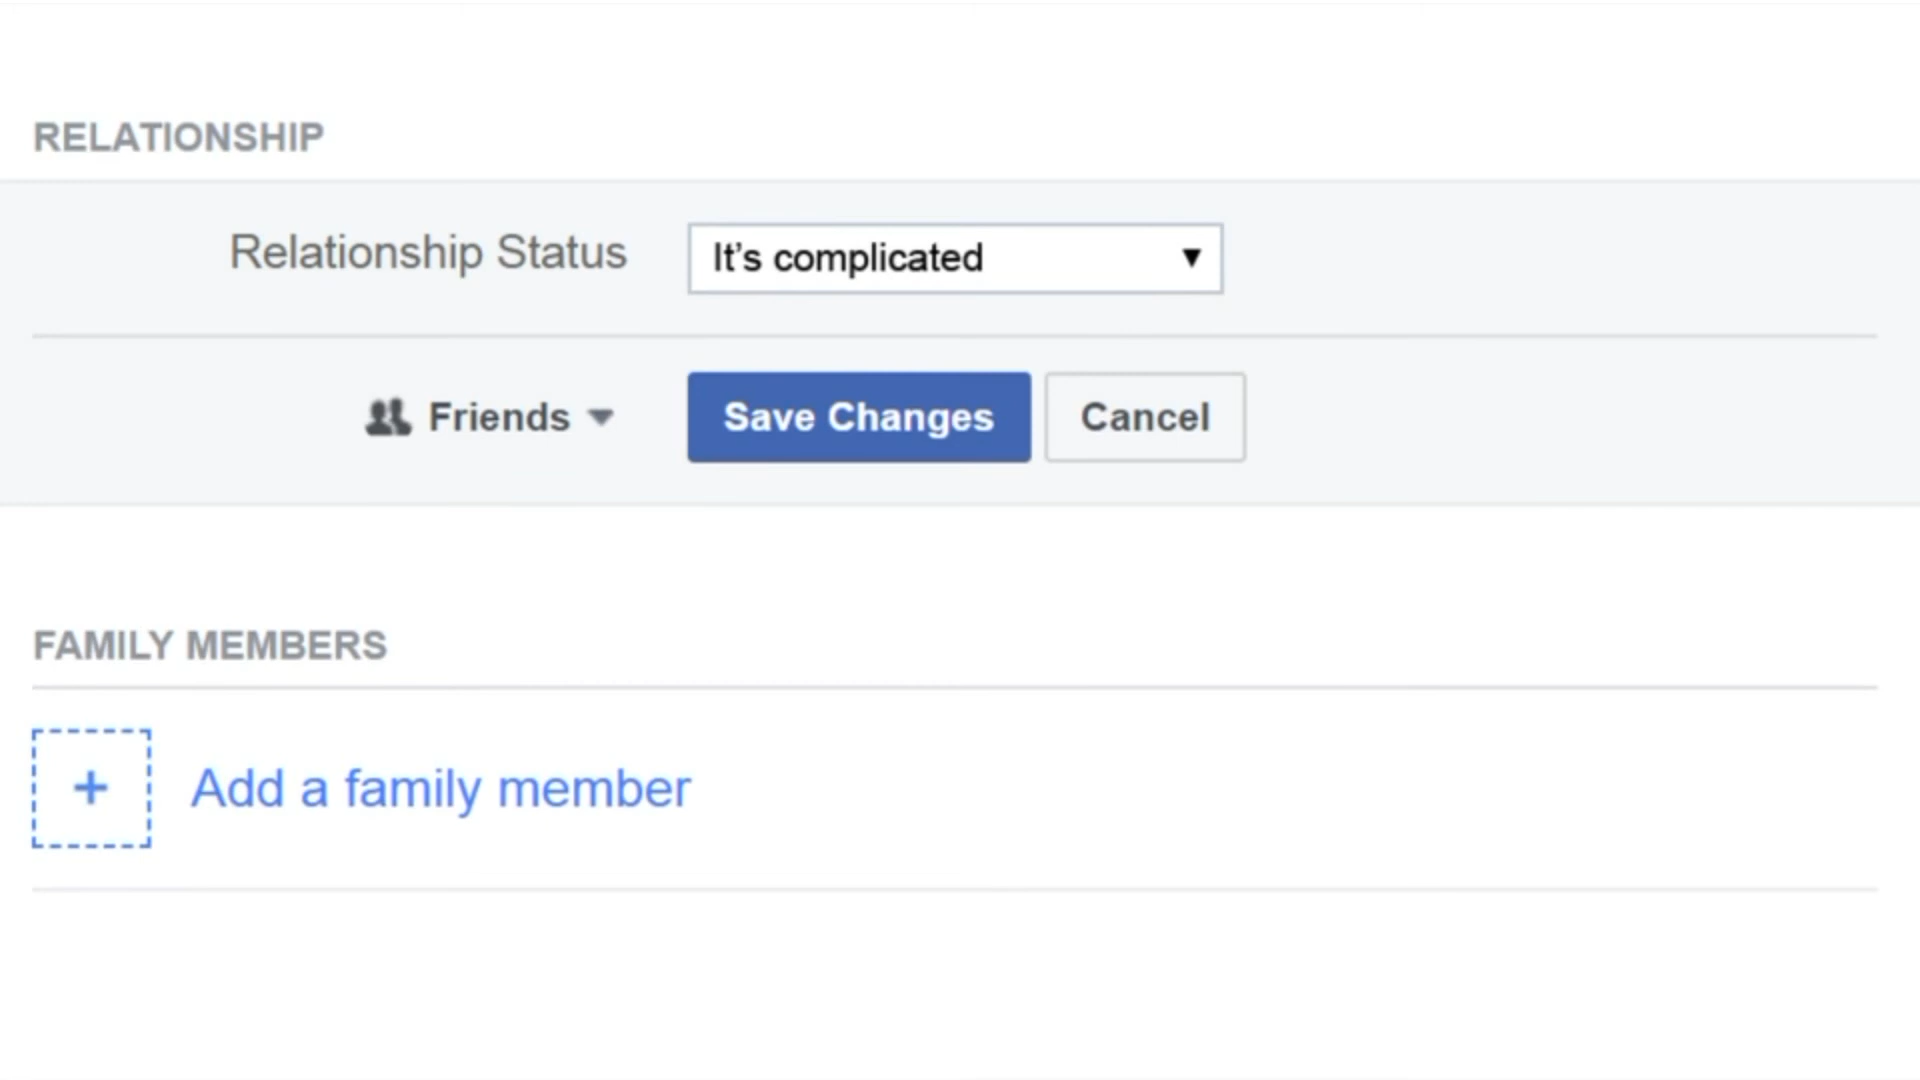 RELATIONSHIP
Relationship Status It's complicated
Friends Save Changes Cancel
FAMILY MEMBERS
+ Add a family member